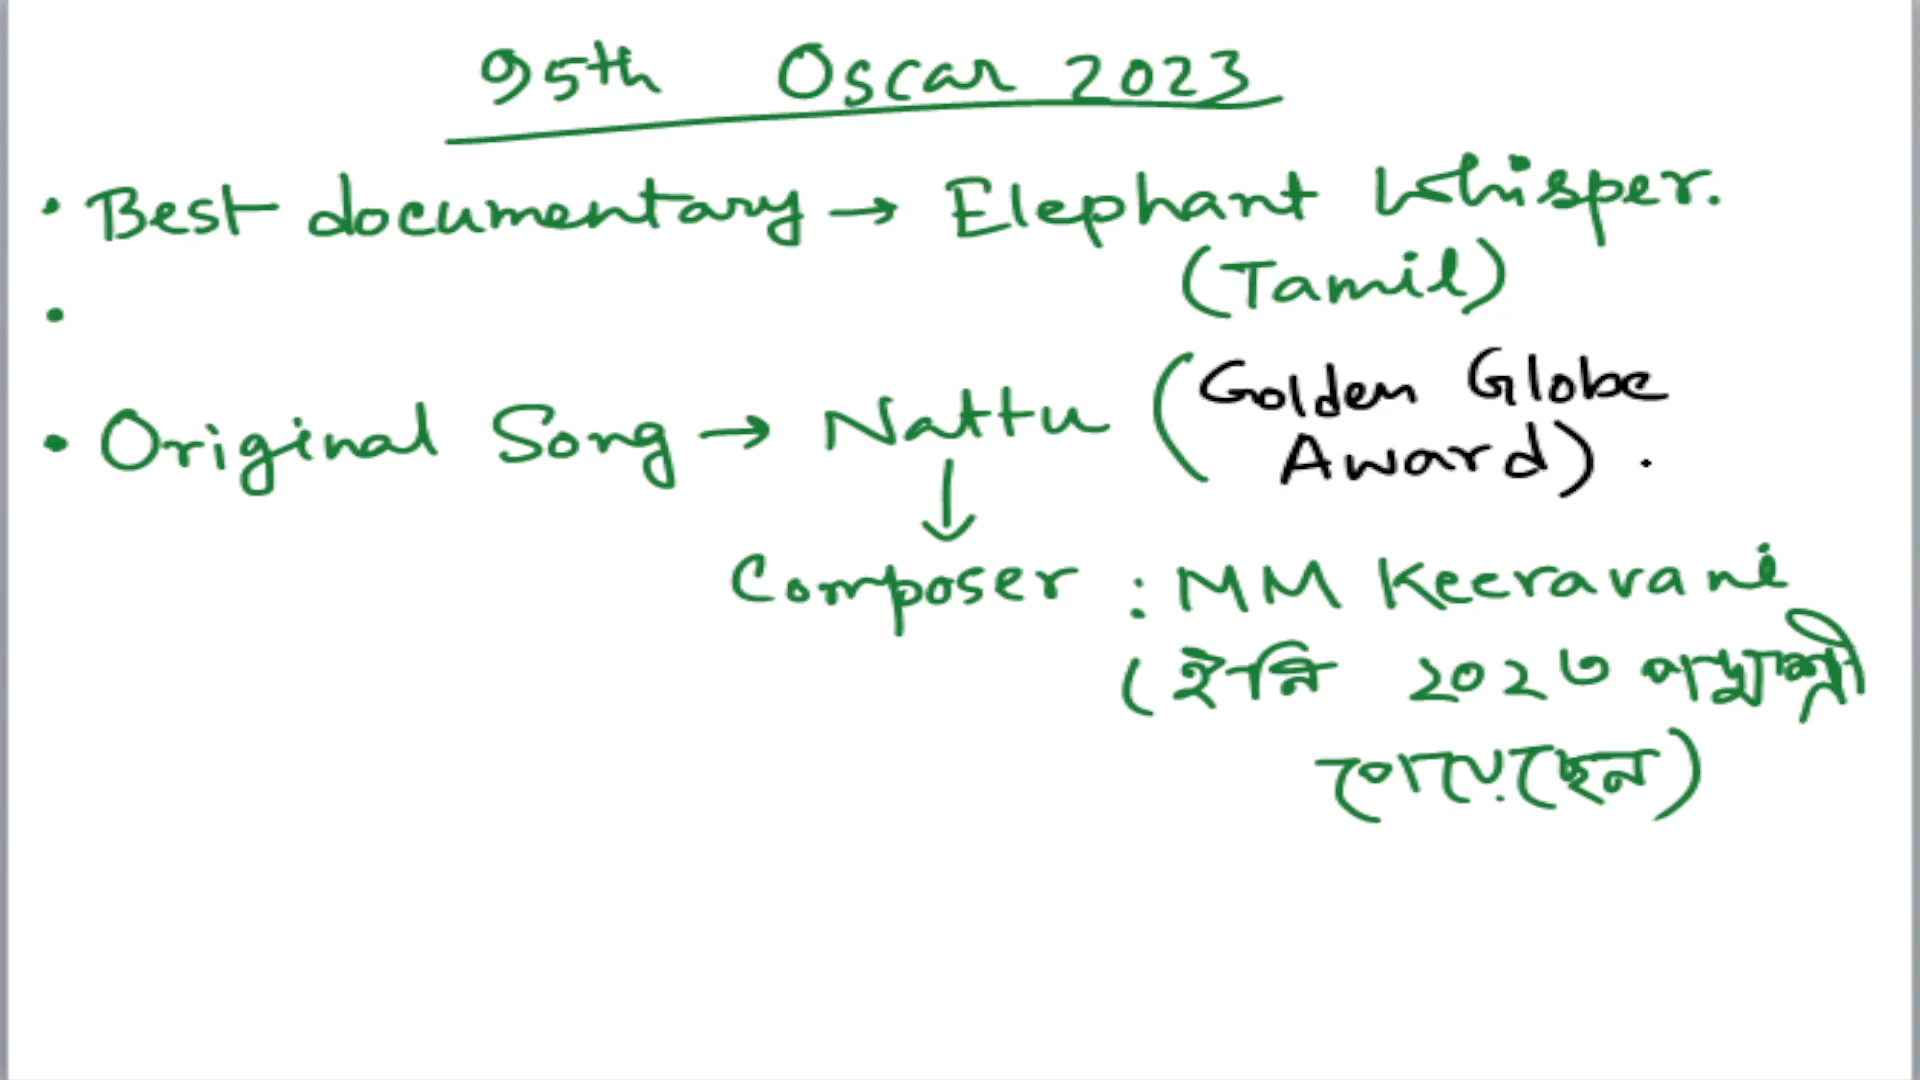 95th Oscar 2023
• Best documentary → Elephant Whisper.
(Tamil)
•
• Original Song → Nattu (Golden Globe
Award).
↓
Composer : MM Keeravani
(ইনি ২০২৩ পদ্মশ্রী
পেয়েছেন)